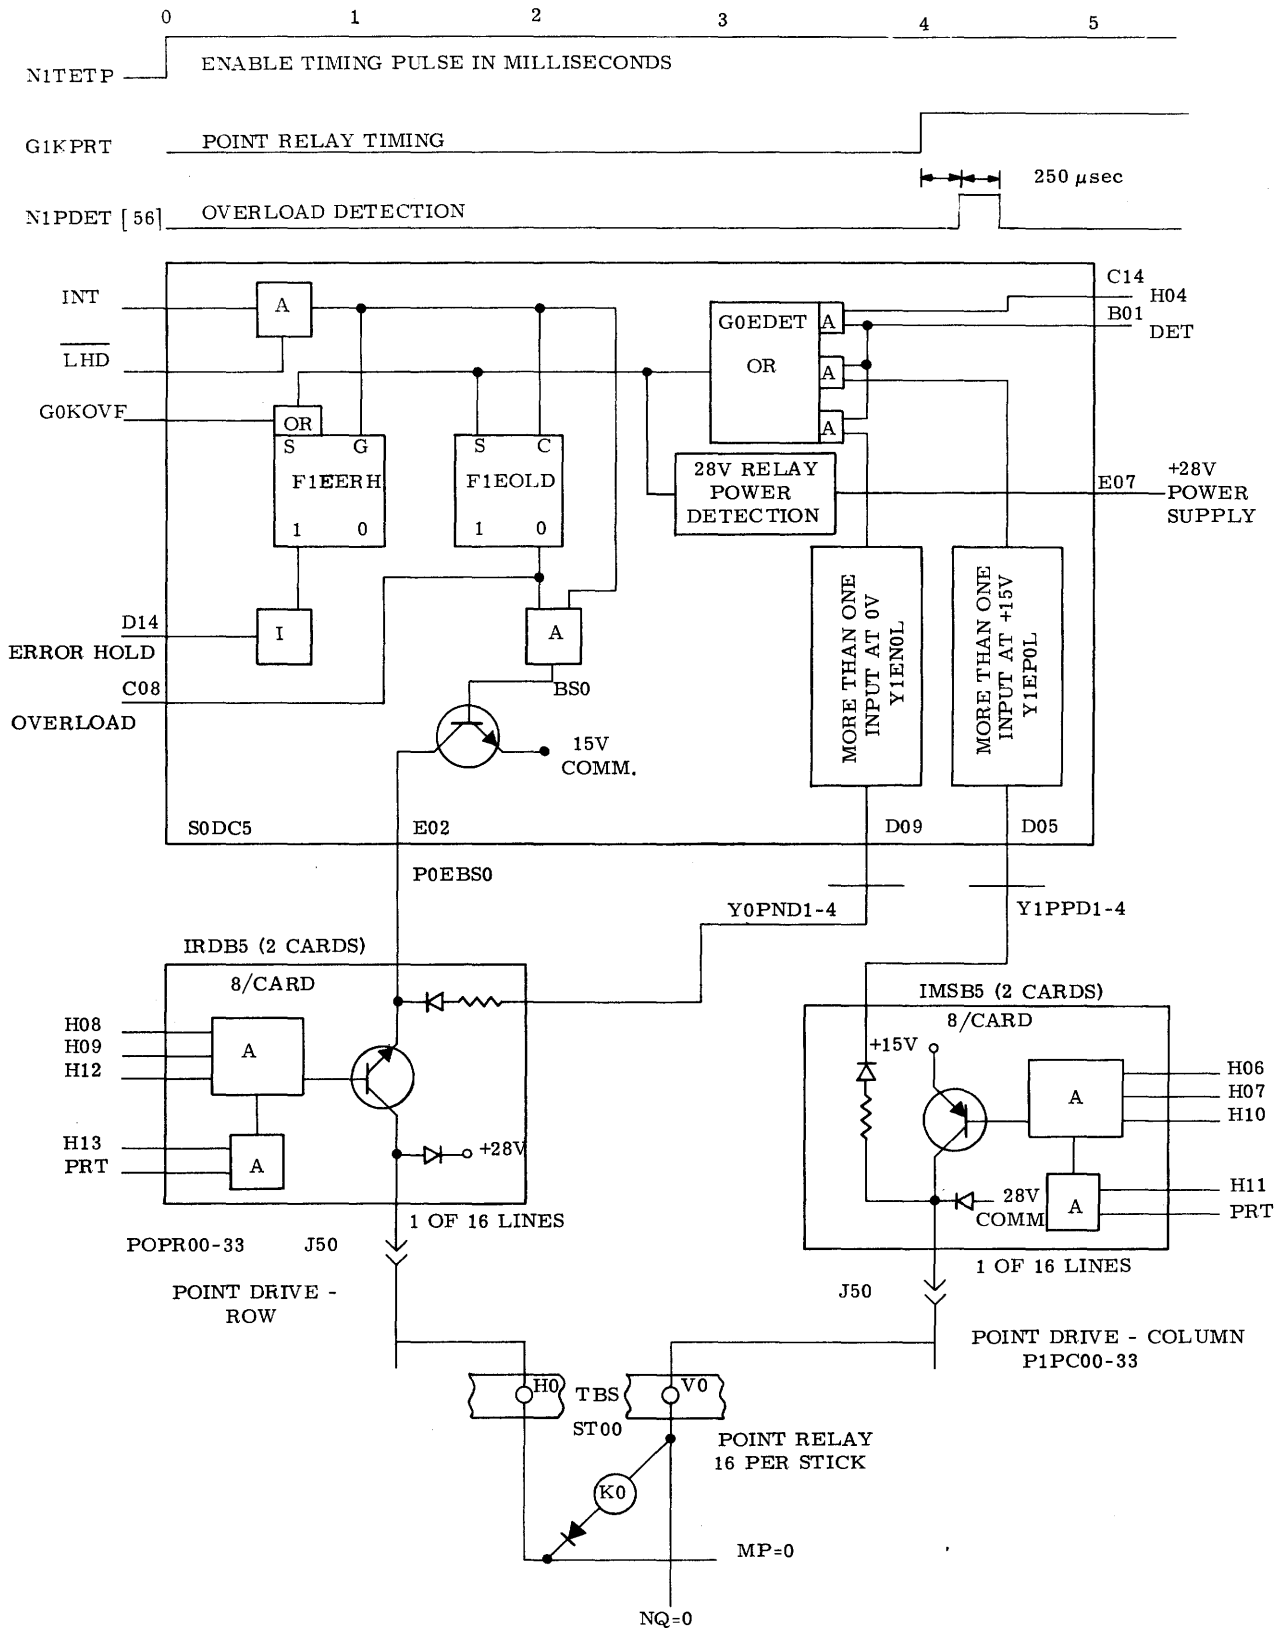 0 1 2 3 4 5
N1TETP
ENABLE TIMING PULSE IN MILLISECONDS
G1KPRT
POINT RELAY TIMING
250 µsec
N1PDET [56]
OVERLOAD DETECTION
INT
A
LHD
G0KOVF
OR
S G
F1EERH
1 0
S C
F1EOLD
1 0
G0EDET
OR
A
A
A
C14
H04
B01
DET
28V RELAY
POWER
DETECTION
E07
+28V
POWER
SUPPLY
MORE THAN ONE
INPUT AT 0V
Y1EN0L
MORE THAN ONE
INPUT AT +15V
Y1EP0L
D14
ERROR HOLD
I
A
C08
OVERLOAD
BS0
15V
COMM.
S0DC5
E02
D09
D05
P0EBS0
Y0PND1-4
Y1PPD1-4
IRDB5 (2 CARDS)
8/CARD
H08
H09
H12
A
H13
PRT
A
+28V
1 OF 16 LINES
POPR00-33
J50
POINT DRIVE -
ROW
IMSB5 (2 CARDS)
8/CARD
+15V
A
H06
H07
H10
H11
PRT
A
28V
COMM
1 OF 16 LINES
J50
POINT DRIVE - COLUMN
P1PC00-33
H0
TBS
V0
ST00
POINT RELAY
16 PER STICK
K0
MP=0
NQ=0